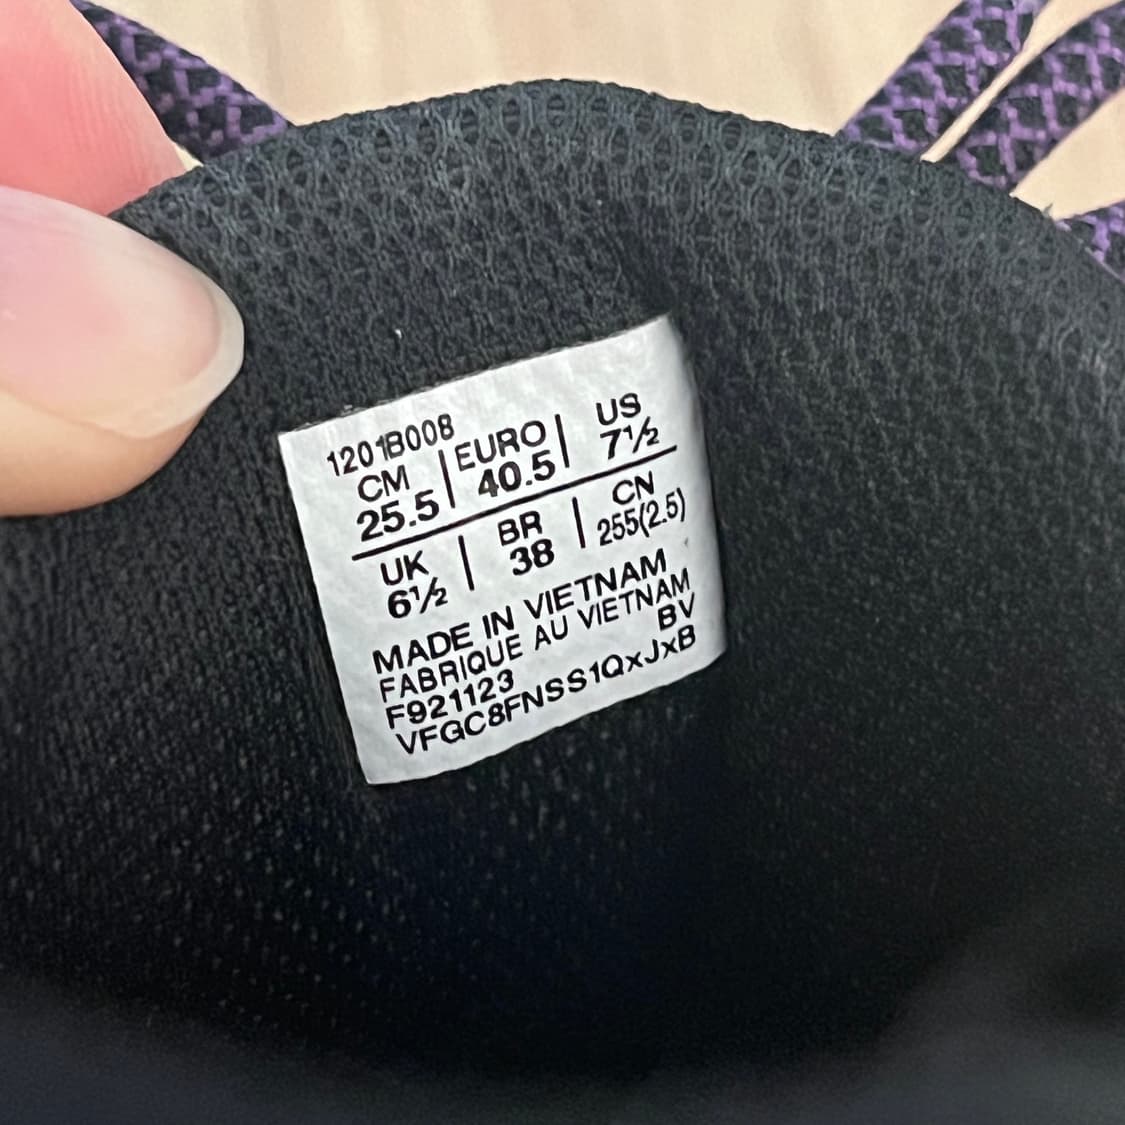 1201B008
CM | EURO | US
25.5 | 40.5 | 7½
UK | BR | CN
6½ | 38 | 255(2.5)
MADE IN VIETNAM
FABRIQUE AU VIETNAM
F921123 BV
VFGC8FNSS1QxJxB